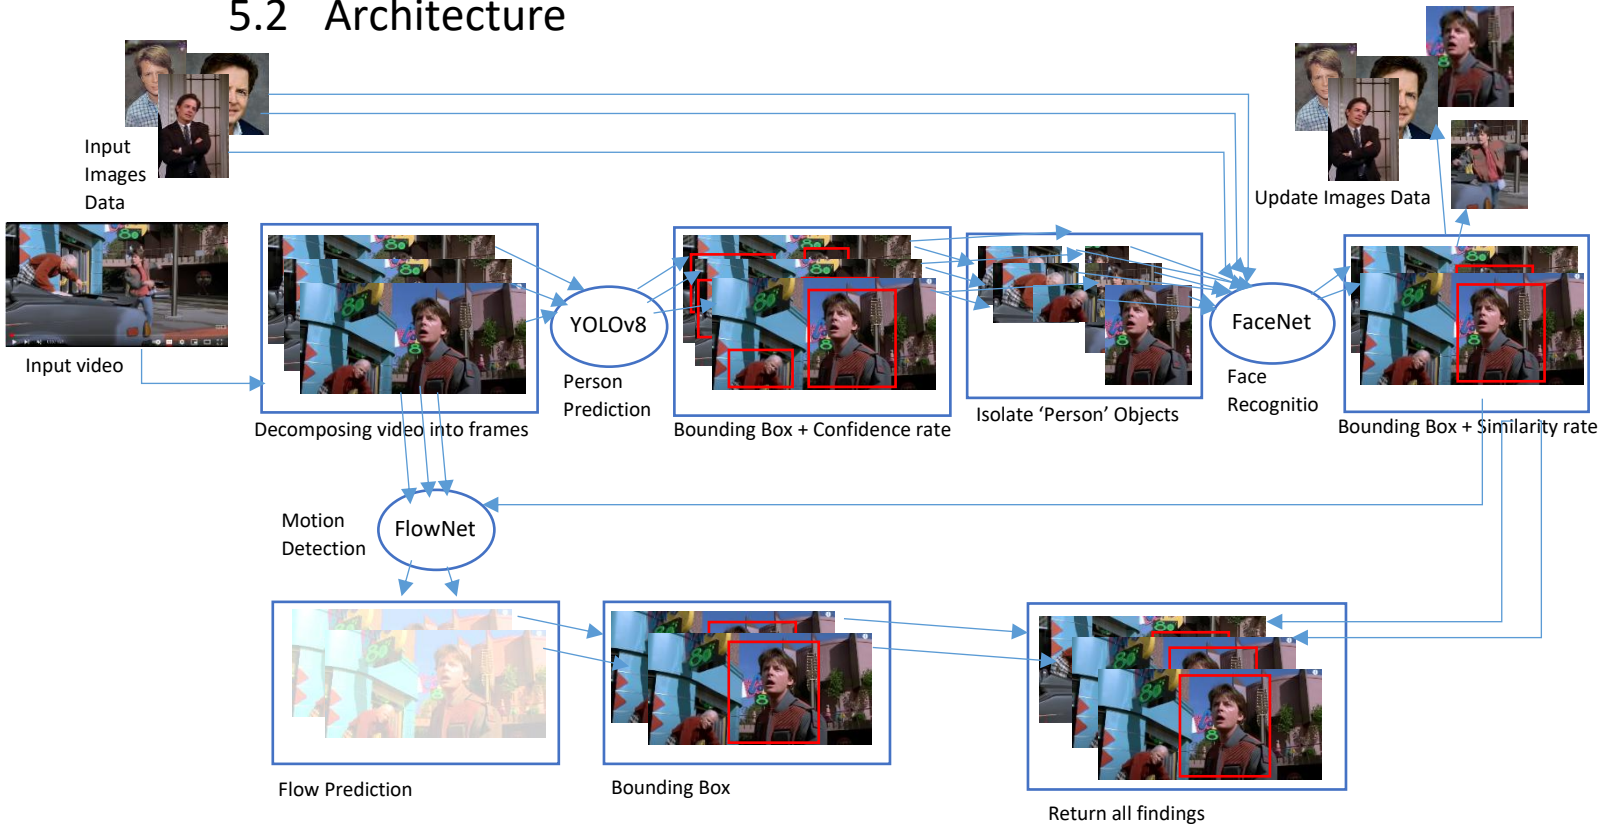 5.2 Architecture
Input
Images
Data
Update Images Data
Input video
YOLOv8
FaceNet
Person
Prediction
Face
Recognitio
Decomposing video into frames
Bounding Box + Confidence rate
Isolate ‘Person’ Objects
Bounding Box + Similarity rate
Motion
Detection
FlowNet
Flow Prediction
Bounding Box
Return all findings